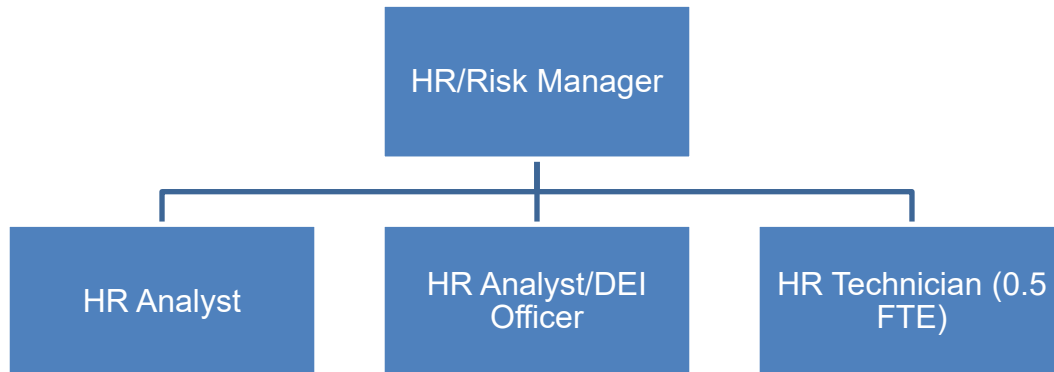 HR/Risk Manager
HR Analyst
HR Analyst/DEI
Officer
HR Technician (0.5
FTE)